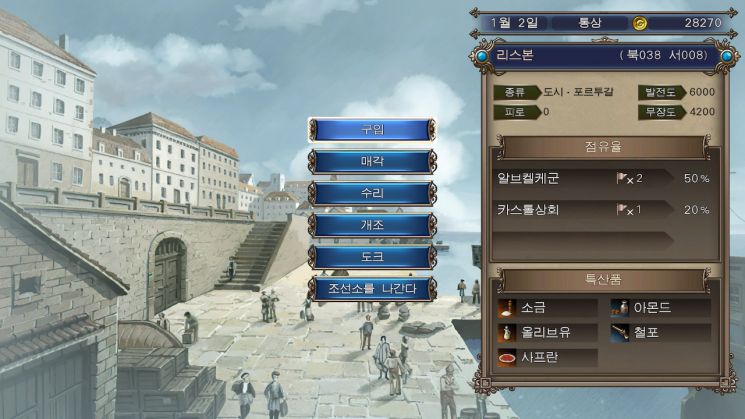 1월 2일 통상 28270
리스본 (북038 서008)
종류 도시 - 포르투갈 발전도 6000
피로 0 무장도 4200
점유율
알브켈케군 x 2 50%
카스톨상회 x 1 20%
특산품
소금 아몬드
올리브유 철포
사프란
구입
매각
수리
개조
도크
조선소를 나간다